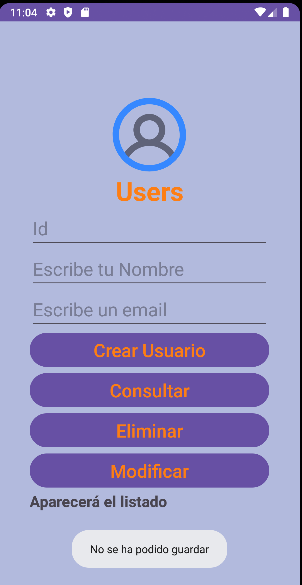 11:04
Users
Id
Escribe tu Nombre
Escribe un email
Crear Usuario
Consultar
Eliminar
Modificar
Aparecerá el listado
No se ha podido guardar